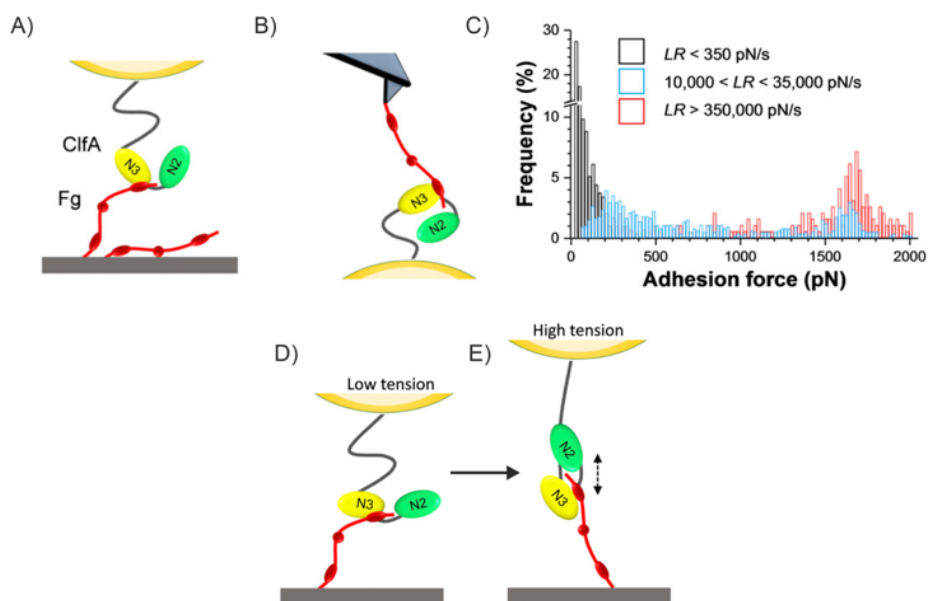 A)
ClfA
N3
N2
Fg
B)
N3
N2
C)
Frequency (%)
30
20
10
5
0
LR < 350 pN/s
10,000 < LR < 35,000 pN/s
LR > 350,000 pN/s
0 500 1000 1500 2000
Adhesion force (pN)
D)
Low tension
N3
N2
E)
High tension
N2
N3